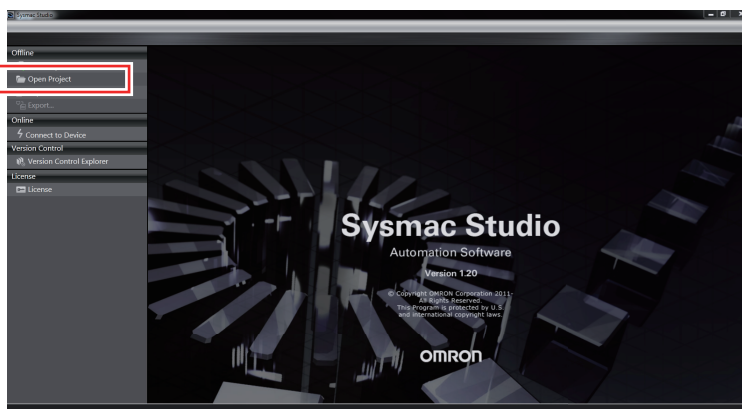 Sysmac Studio
Offline
Open Project
Export...
Online
Connect to Device
Version Control
Version Control Explorer
License
License
Sysmac Studio
Automation Software
Version 1.20
© Copyright OMRON Corporation 2011-
All Rights Reserved.
This Program is protected by U.S.
and international copyright laws.
OMRON